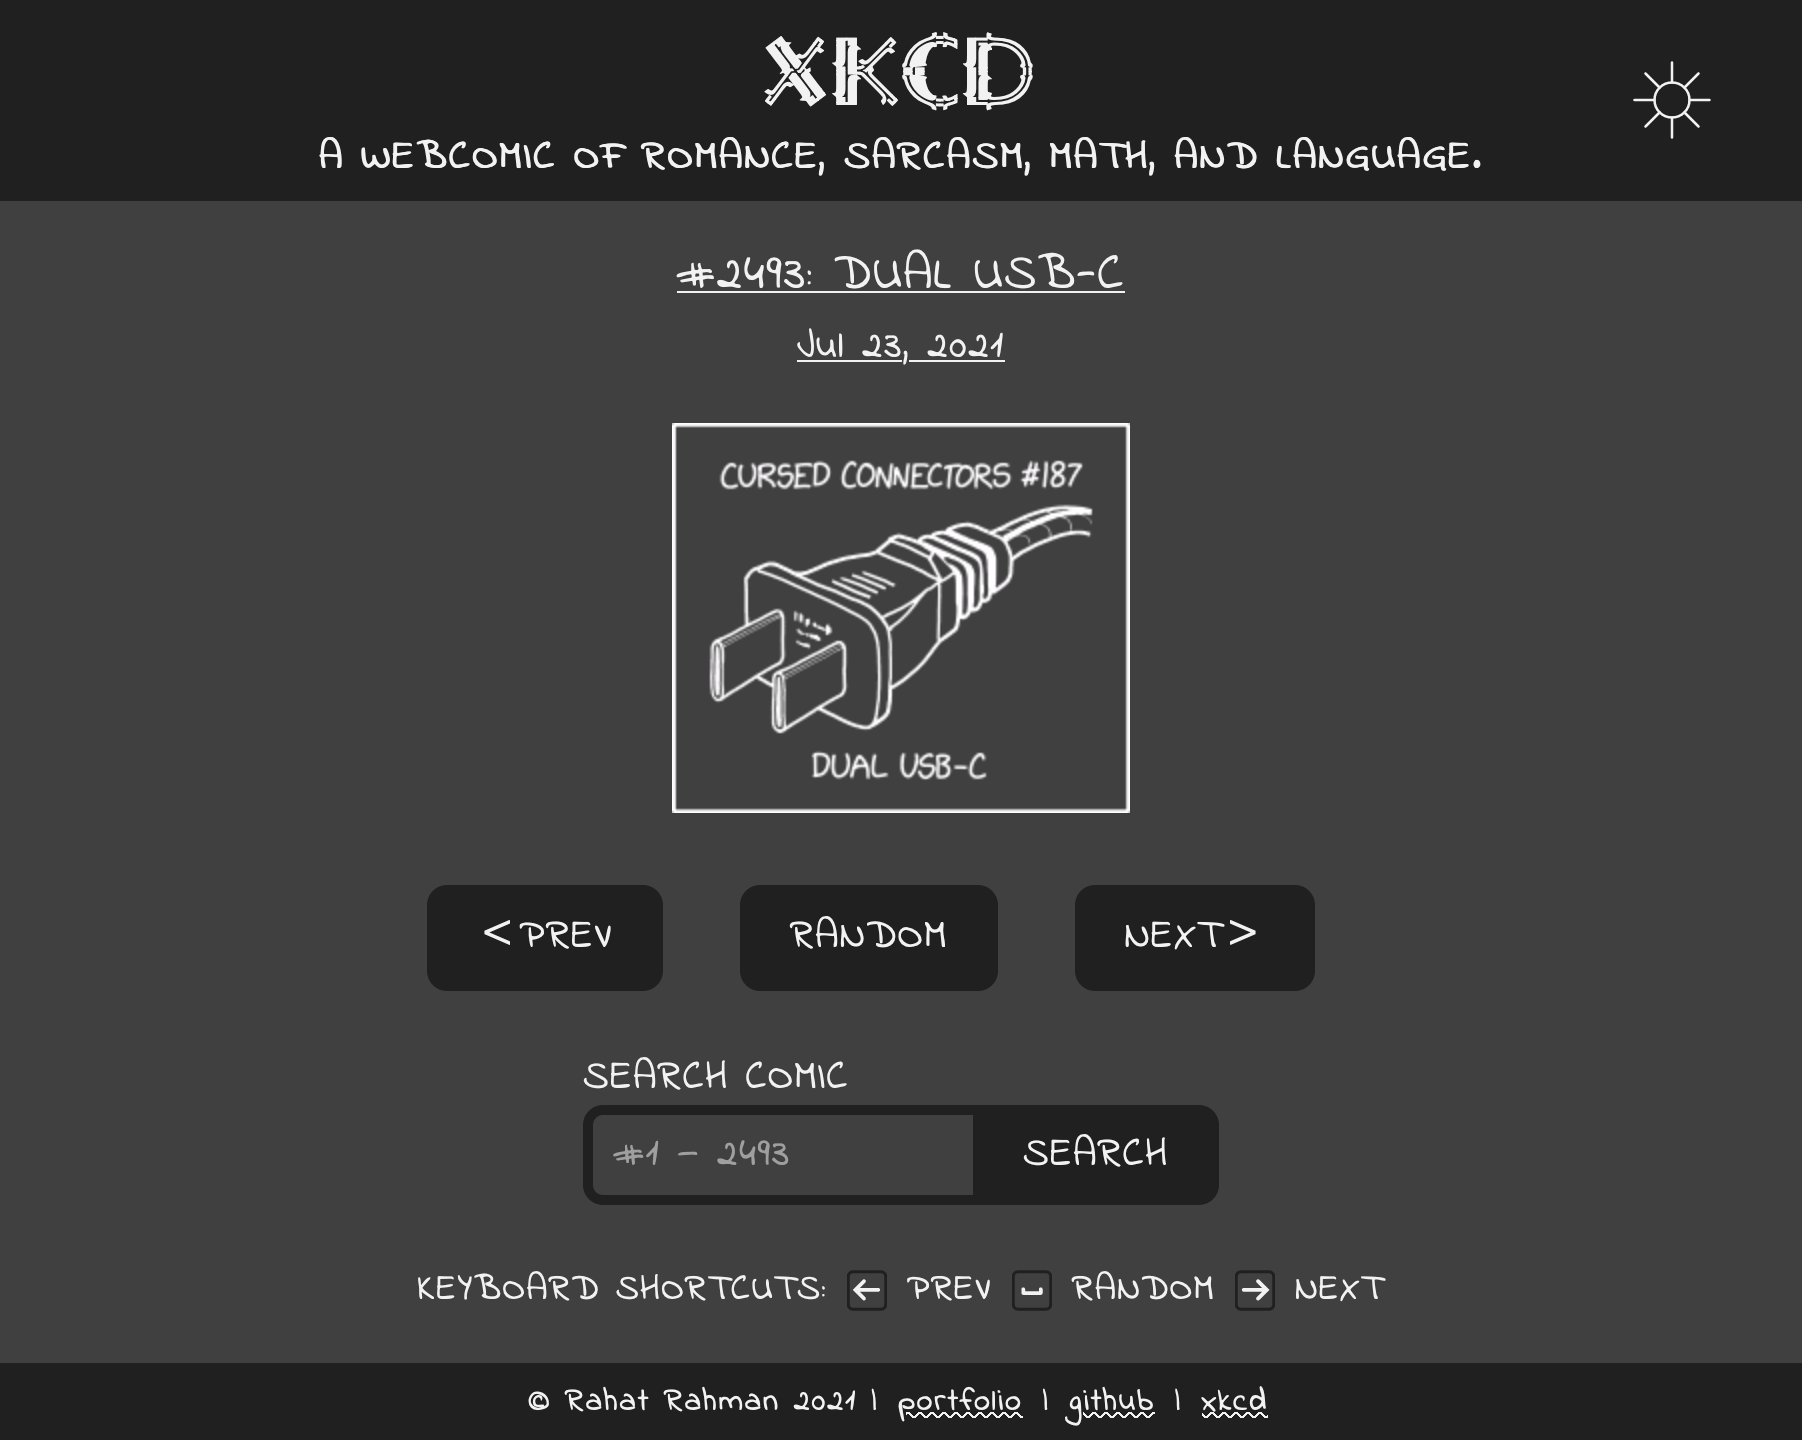 XKCD
A WEBCOMIC OF ROMANCE, SARCASM, MATH, AND LANGUAGE.
#2493: DUAL USB-C
Jul 23, 2021
CURSED CONNECTORS #187
DUAL USB-C
< PREV
RANDOM
NEXT >
SEARCH COMIC
#1 - 2493
SEARCH
KEYBOARD SHORTCUTS: ← PREV ⎵ RANDOM → NEXT
© Rahat Rahman 2021 | portfolio | github | xkcd